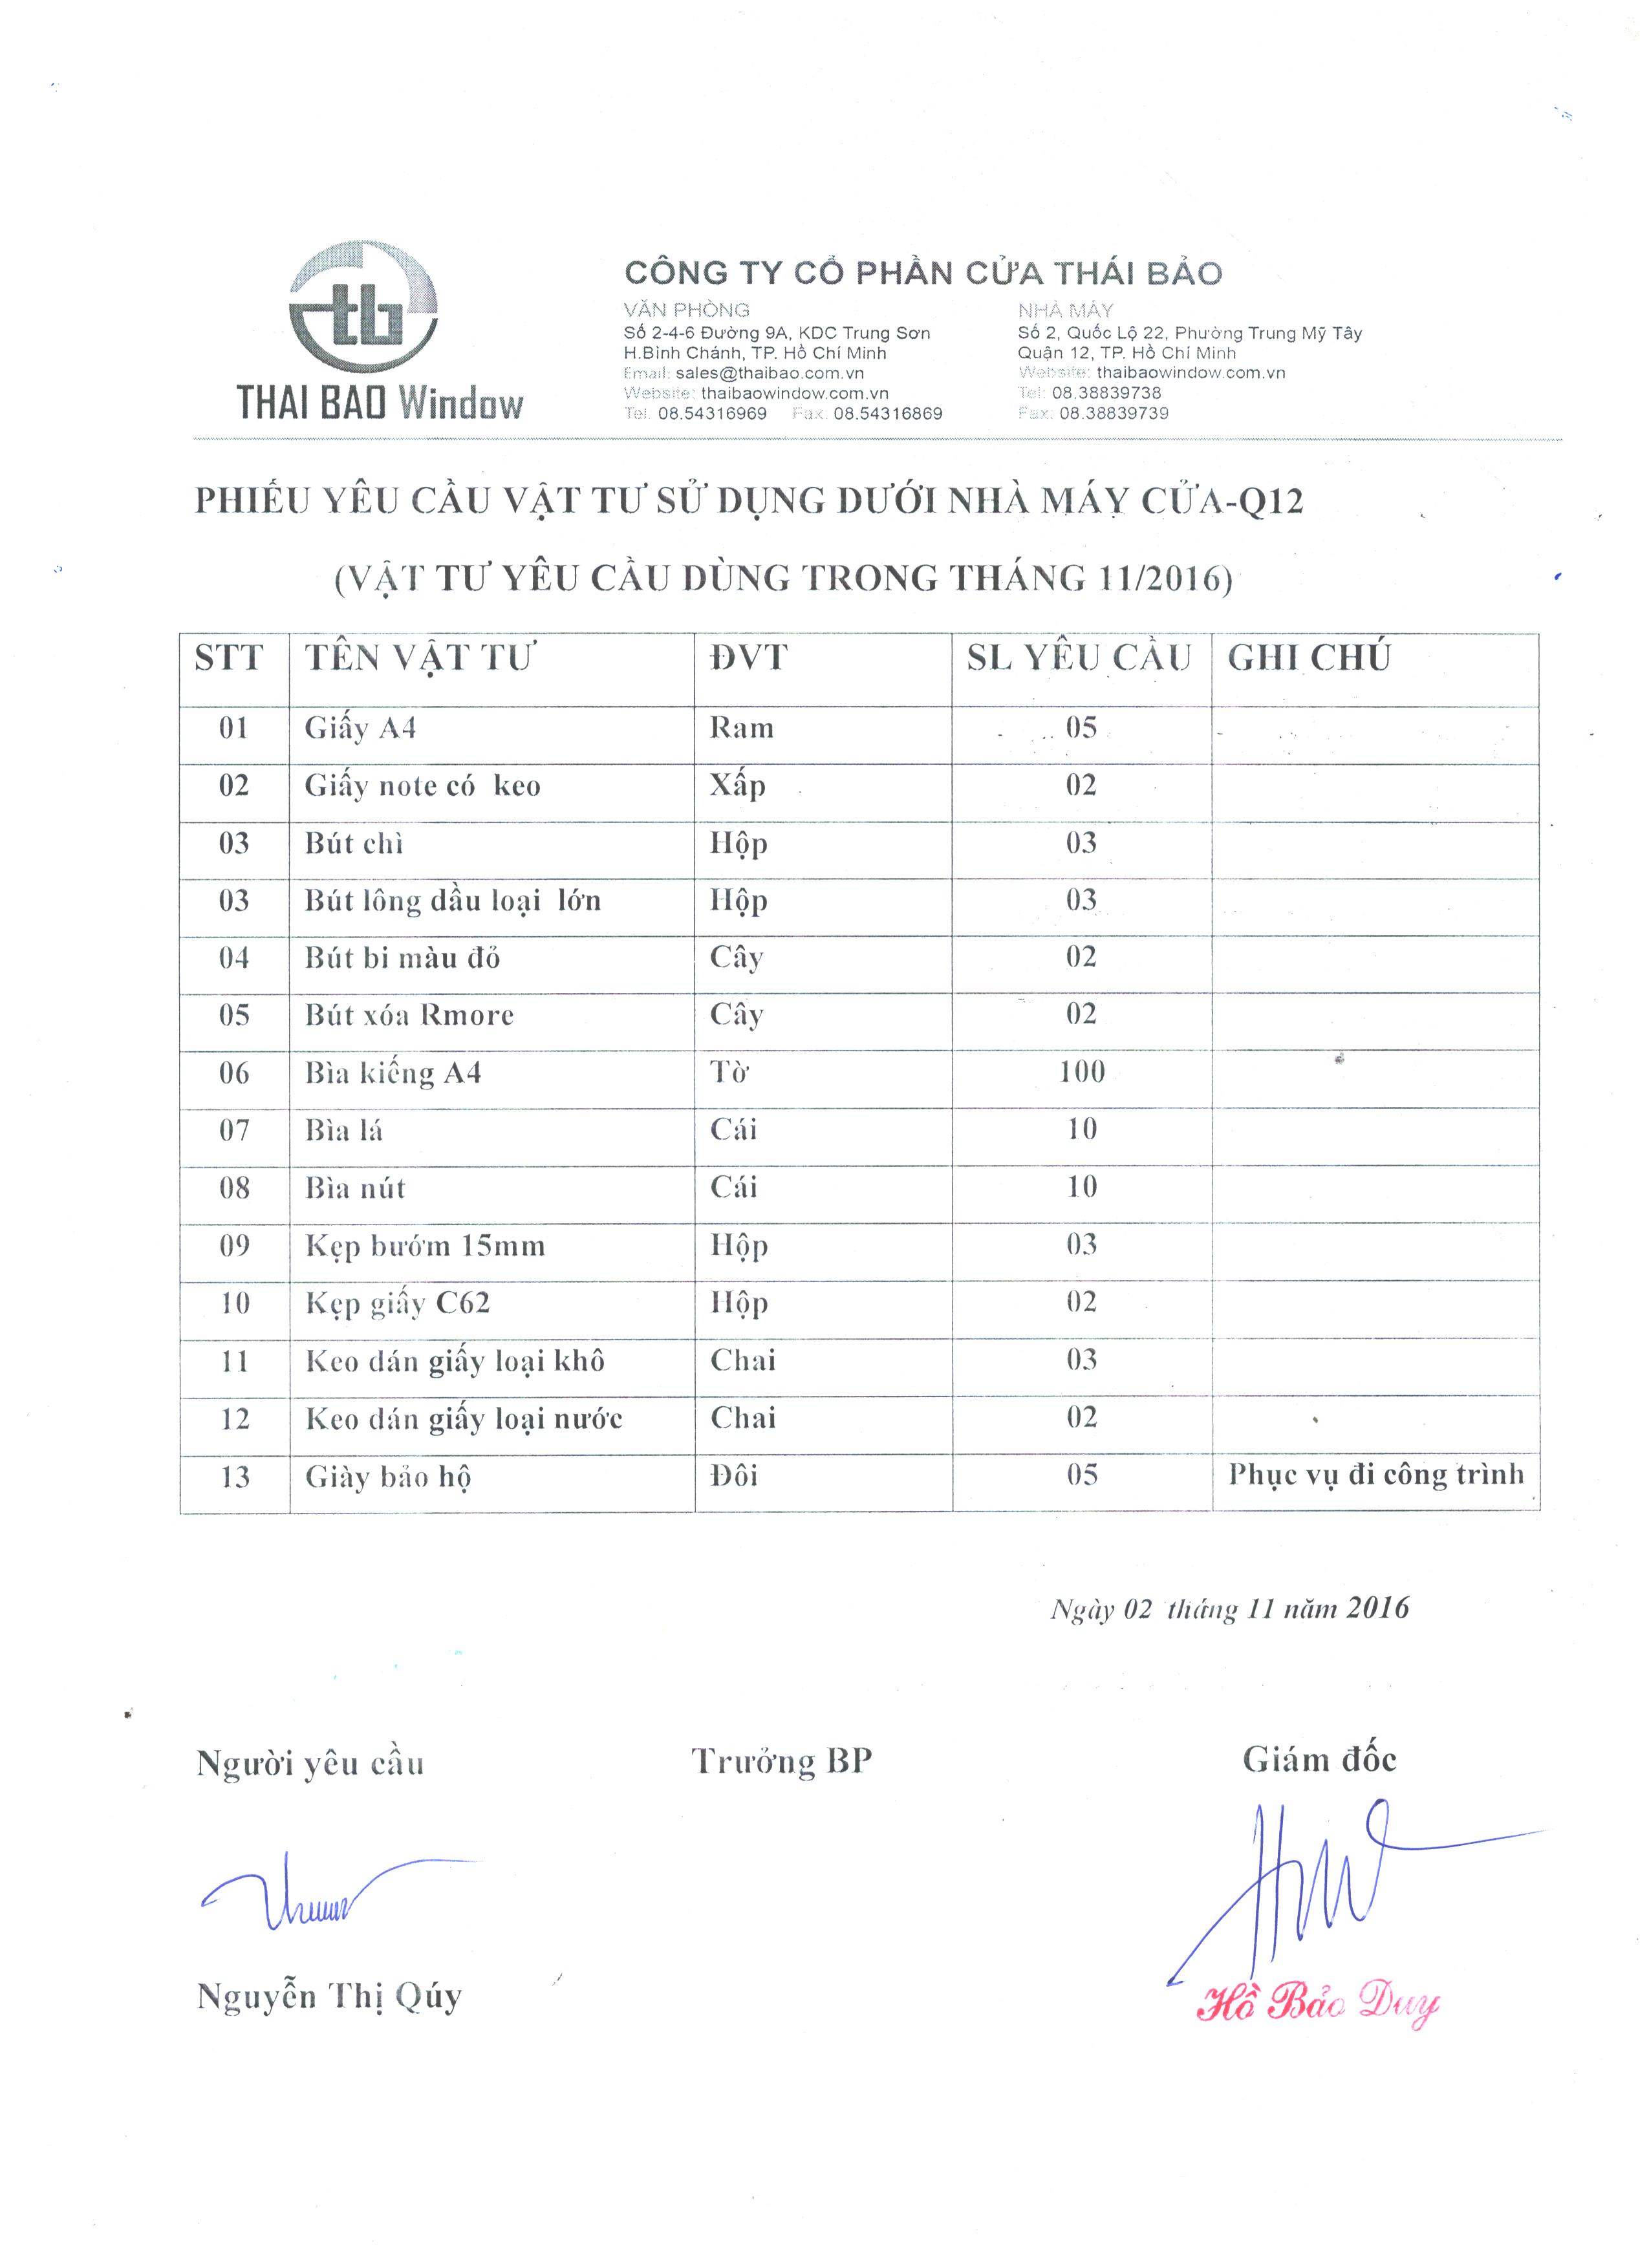 tb
THAI BAO Window
CÔNG TY CỔ PHẦN CỬA THÁI BẢO
VĂN PHÒNG
Số 2-4-6 Đường 9A, KDC Trung Sơn
H.Bình Chánh, TP. Hồ Chí Minh
Email: sales@thaibao.com.vn
Website: thaibaowindow.com.vn
Tel: 08.54316969 Fax: 08.54316869
NHÀ MÁY
Số 2, Quốc Lộ 22, Phường Trung Mỹ Tây
Quận 12, TP. Hồ Chí Minh
Website: thaibaowindow.com.vn
Tel: 08.38839738
Fax: 08.38839739
PHIẾU YÊU CẦU VẬT TƯ SỬ DỤNG DƯỚI NHÀ MÁY CỬA-Q12
(VẬT TƯ YÊU CẦU DÙNG TRONG THÁNG 11/2016)
STT TÊN VẬT TƯ ĐVT SL YÊU CẦU GHI CHÚ
01 Giấy A4 Ram 05
02 Giấy note có keo Xấp 02
03 Bút chì Hộp 03
03 Bút lông dầu loại lớn Hộp 03
04 Bút bi màu đỏ Cây 02
05 Bút xóa Rmore Cây 02
06 Bìa kiếng A4 Tờ 100
07 Bìa lá Cái 10
08 Bìa nút Cái 10
09 Kẹp bướm 15mm Hộp 03
10 Kẹp giấy C62 Hộp 02
11 Keo dán giấy loại khô Chai 03
12 Keo dán giấy loại nước Chai 02
13 Giày bảo hộ Đôi 05 Phục vụ đi công trình
Ngày 02 tháng 11 năm 2016
Người yêu cầu Trưởng BP Giám đốc
Nguyễn Thị Qúy Hồ Bảo Duy